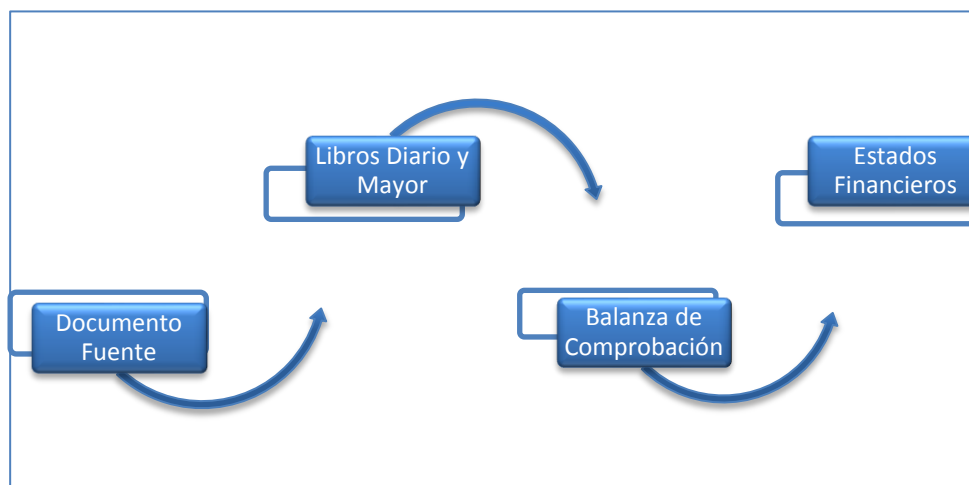 Documento
Fuente
Libros Diario y
Mayor
Balanza de
Comprobación
Estados
Financieros